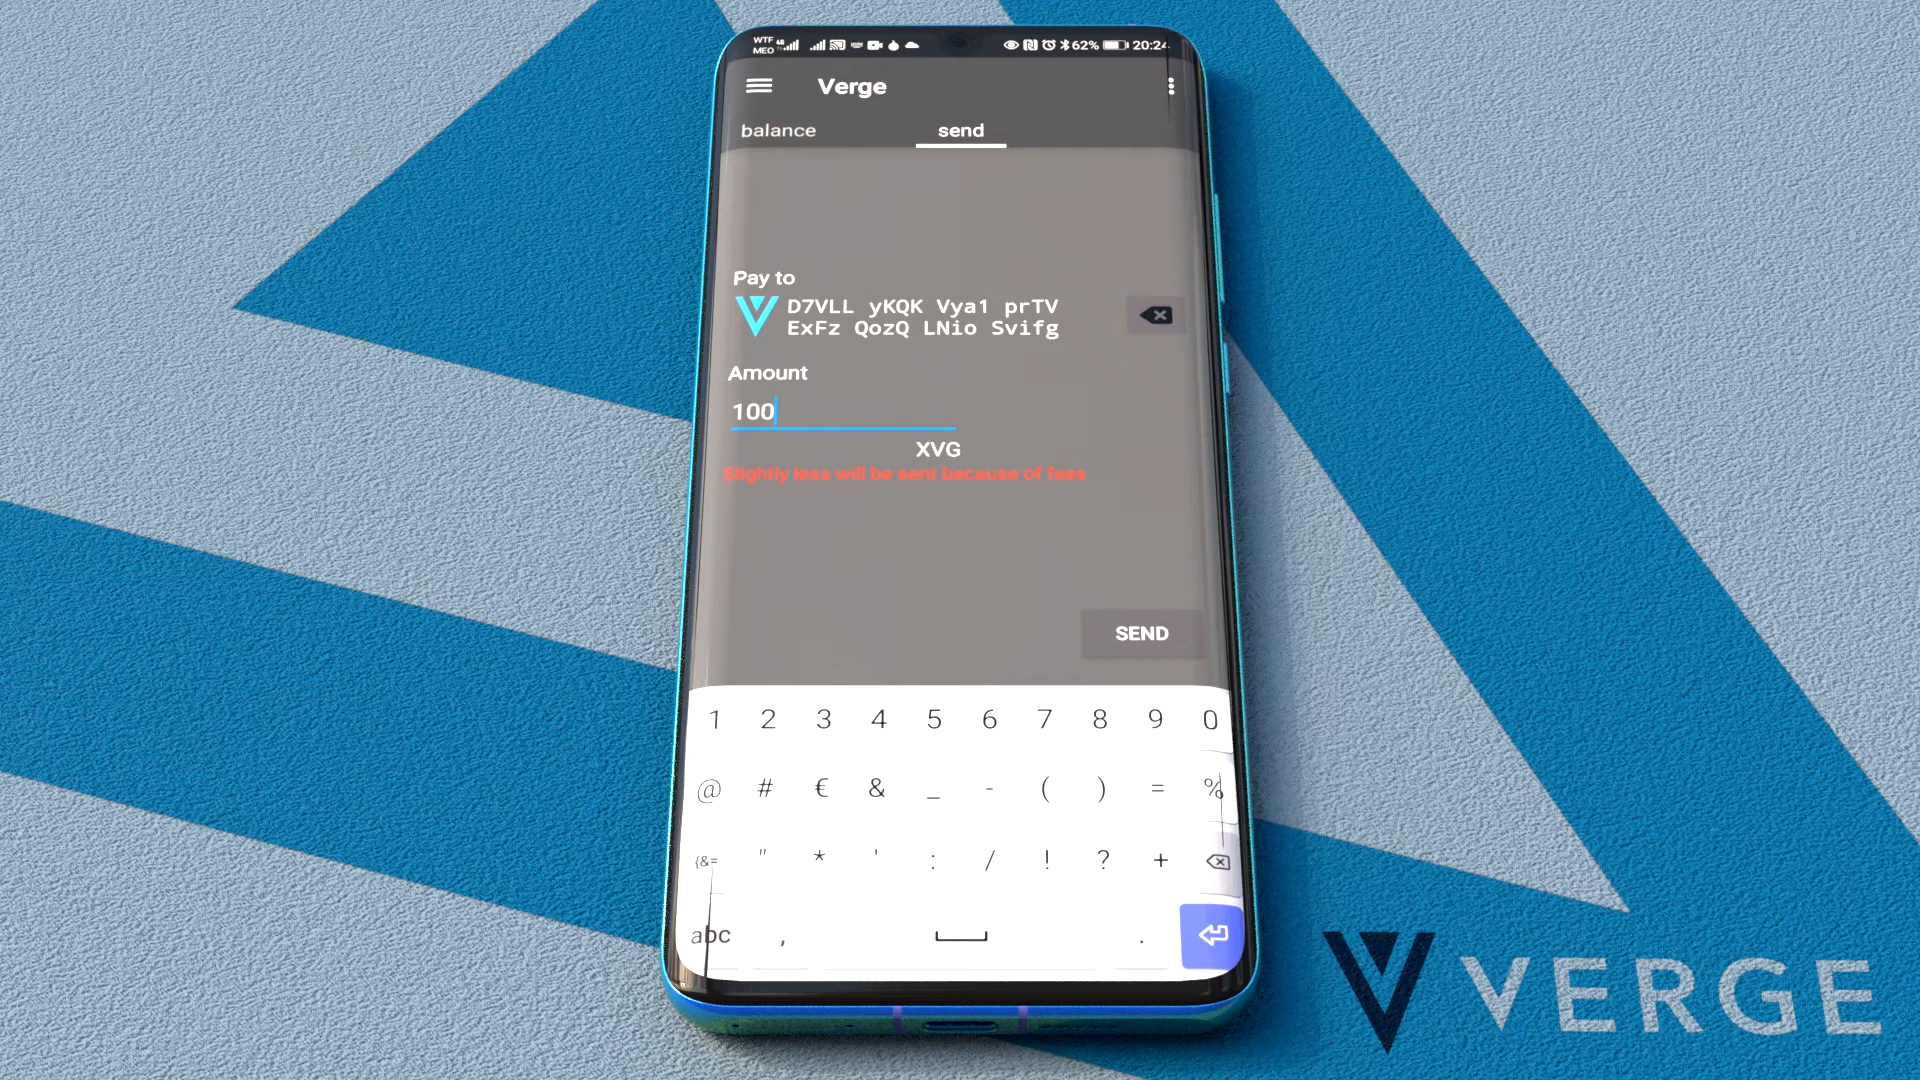 WTF
MEO
62% 20:24
Verge
balance send
Pay to
D7VLL yKQK Vya1 prTV
ExFz QozQ LNio Svifg
Amount
100
XVG
Slightly less will be sent because of fees
SEND
1 2 3 4 5 6 7 8 9 0
@ # € & _ - ( ) = %
{&= " * ' : / ! ? +
abc , .
VERGE